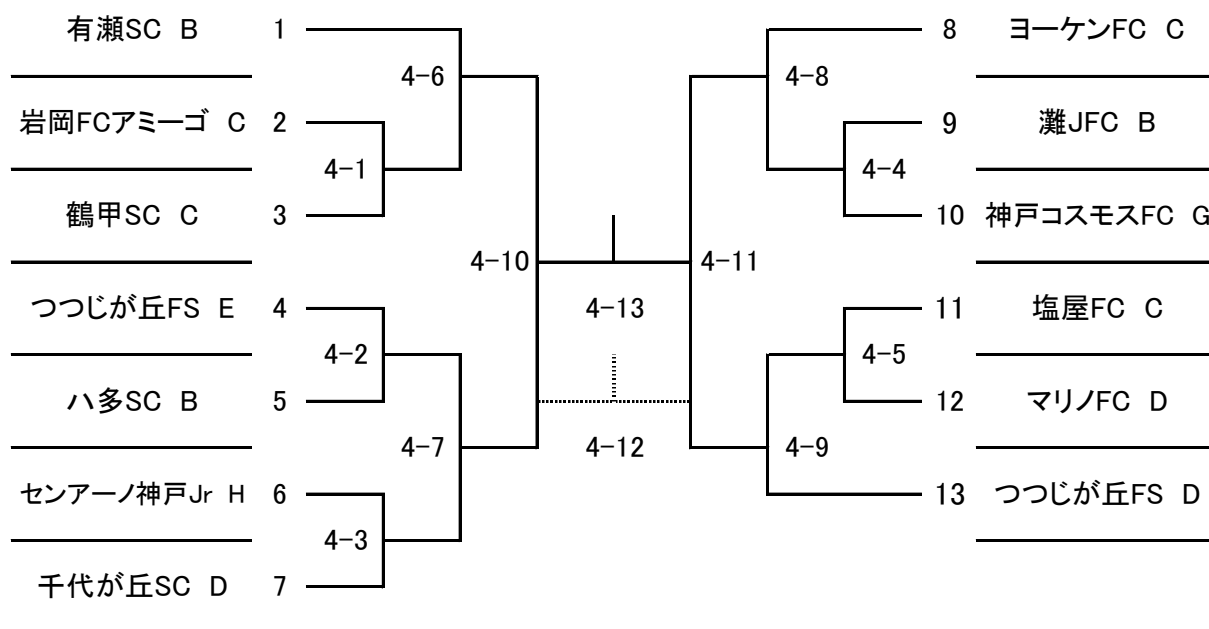 有瀬SC B 1
4-6
岩岡FCアミーゴ C 2
4-1
鶴甲SC C 3
4-10
つつじが丘FS E 4
4-2
ハ多SC B 5
4-7
センアーノ神戸Jr H 6
4-3
千代が丘SC D 7
4-13
4-12
8 ヨーケンFC C
4-8
9 灘JFC B
4-4
10 神戸コスモスFC G
4-11
11 塩屋FC C
4-5
12 マリノFC D
4-9
13 つつじが丘FS D